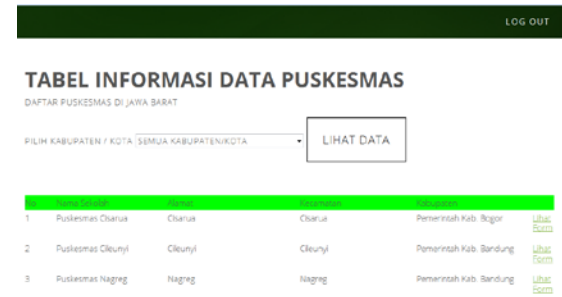 LOG OUT
TABEL INFORMASI DATA PUSKESMAS
DAFTAR PUSKESMAS DI JAWA BARAT
PILIH KABUPATEN / KOTA SEMUA KABUPATEN/KOTA LIHAT DATA
No Nama Sekolah Alamat Kecamatan Kabupaten
1 Puskesmas Cisarua Cisarua Cisarua Pemerintah Kab. Bogor Lihat
Form
2 Puskesmas Cileunyi Cileunyi Cileunyi Pemerintah Kab. Bandung Lihat
Form
3 Puskesmas Nagreg Nagreg Nagreg Pemerintah Kab. Bandung Lihat
Form